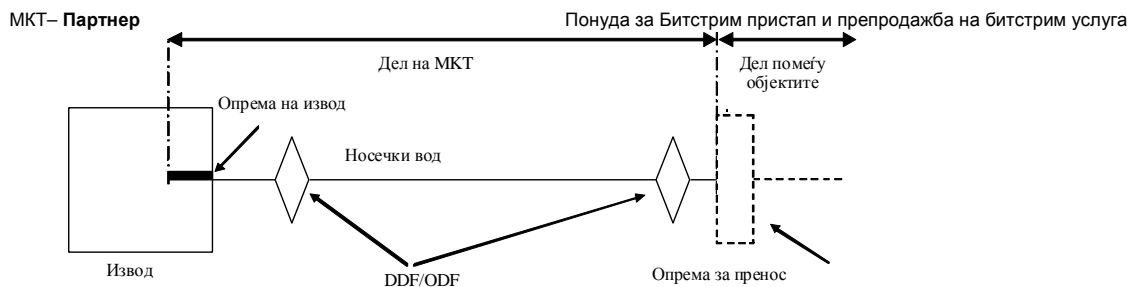 МКТ– Партнер Понуда за Битстрим пристап и препродажба на битстрим услуга
Дел на МКТ
Дел помеѓу
објектите
Опрема на извод
Носечки вод
Извод
DDF/ODF
Опрема за пренос